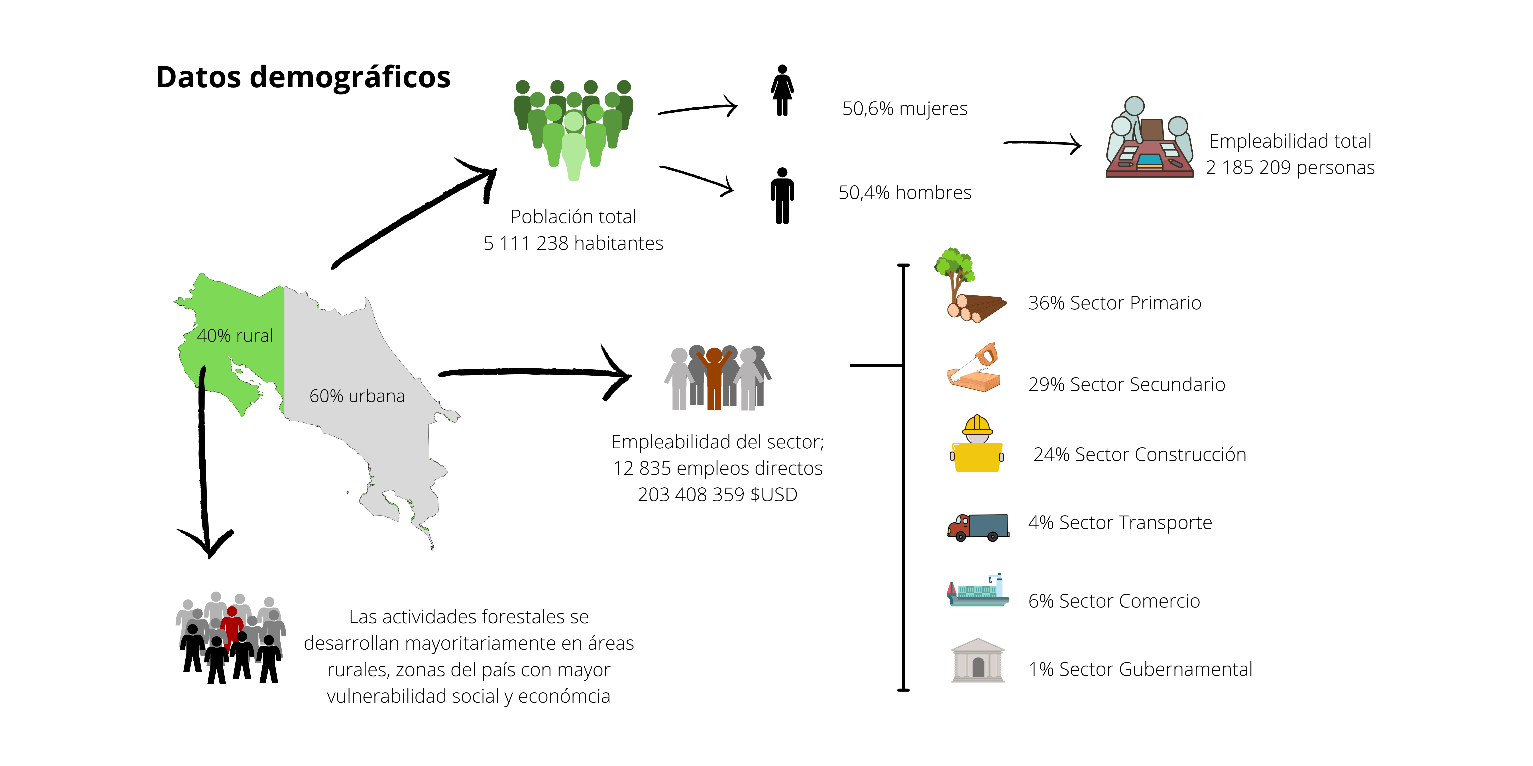 Datos demográficos
50,6% mujeres
50,4% hombres
Empleabilidad total
2 185 209 personas
Población total
5 111 238 habitantes
40% rural
60% urbana
Empleabilidad del sector;
12 835 empleos directos
203 408 359 $USD
36% Sector Primario
29% Sector Secundario
24% Sector Construcción
4% Sector Transporte
6% Sector Comercio
1% Sector Gubernamental
Las actividades forestales se
desarrollan mayoritariamente en áreas
rurales, zonas del país con mayor
vulnerabilidad social y económcia